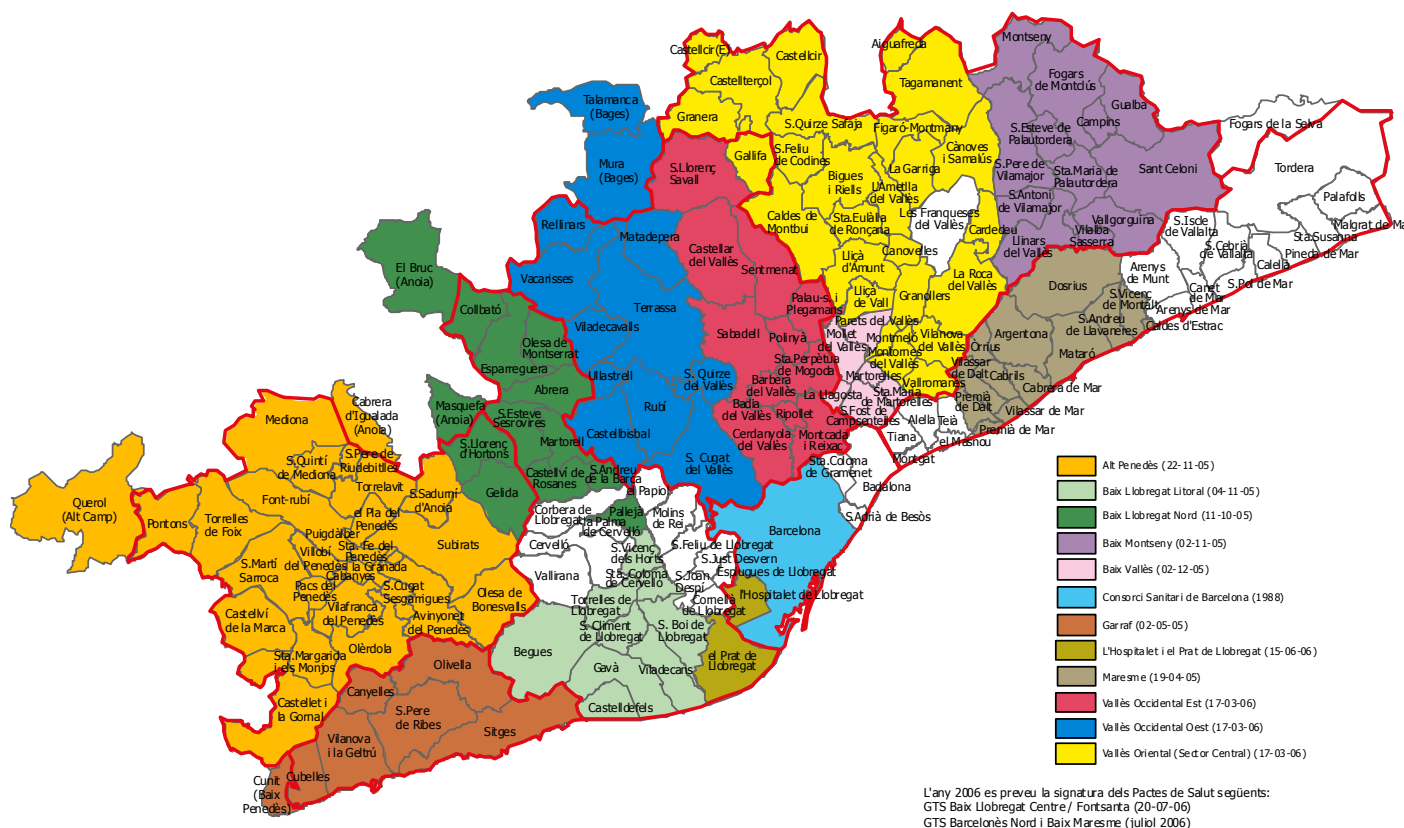 Castellcir(E)
Castellcir
Castellterçol
Granera
Aiguafreda
Tagamanent
Montseny
Fogars
de Montclús
Gualba
Campins
S.Esteve de
Palautordera
S.Pere de
Vilamajor
Sta.Maria de
Palautordera
Sant Celoni
S.Antoni
de Vilamajor
Vallgorguina
Vilalba
Sasserra
Llinars
del Vallès
Fogars de la Selva
Tordera
Palafolls
Malgrat de Ma
Sta.Susanna
Pineda de Mar
S.Iscle
de Vallalta
S.Cebrià
de Vallalta
Calella
S.Pol de Mar
Arenys
de Munt
Canet
de Mar
Arenys de Mar
Caldes d'Estrac
Talamanca
(Bages)
Mura
(Bages)
S.Llorenç
Savall
Gallifa
S.Quirze Safaja
S.Feliu
de Codines
Figaró-Montmany
Cànoves
i Samalús
La Garriga
Bigues
i Riells
L'Ametlla
del Vallès
Les Franqueses
del Vallès
Caldes de
Montbui
Sta.Eulàlia
de Ronçana
Cardedeu
Canovelles
Lliçà
d'Amunt
La Roca
del Vallès
Lliçà
de Vall
Granollers
Parets del Vallès
Mollet
del Vallès
Montmeló
Vilanova
del Vallès
Montornès
del Vallès
Martorelles
Vallromanes
Sta.Maria
de Martorelles
La Llagosta
S.Fost de
Campsentelles
Dosrius
S.Vicenç
de Montalt
S.Andreu
de Llavaneres
Argentona
Òrrius
Mataró
Vilassar
de Dalt
Cabrils
Cabrera de Mar
Premià
de Dalt
Vilassar de Mar
Premià de Mar
Alella
Teià
el Masnou
Tiana
Montgat
Badalona
S.Adrià de Besòs
Sta.Coloma
de Gramenet
Rellinars
Matadepera
Vacarisses
Castellar
del Vallès
Sentmenat
Terrassa
Palau-s. i
Plegamans
Viladecavalls
Sabadell
Polinyà
Sta.Perpètua
de Mogoda
Ullastrell
S. Quirze
del Vallès
Barberà
del Vallès
Rubí
Badia
del Vallès
Ripollet
Castellbisbal
Cerdanyola
del Vallès
Montcada
i Reixac
S. Cugat
del Vallès
El Bruc
(Anoia)
Collbató
Olesa de
Montserrat
Esparreguera
Abrera
Masquefa
(Anoia)
S.Esteve
Sesrovires
Martorell
S.Llorenç
d'Hortons
Castellví de
Rosanes
S.Andreu
de la Barca
Gelida
el Papiol
Corbera de
Llobregat
Pallejà
la Palma
de Cervelló
Molins
de Rei
Cervelló
S.Vicenç
dels Horts
S.Feliu de Llobregat
S.Just Desvern
Esplugues de Llobregat
Vallirana
Sta. Coloma
de Cervelló
S.Joan
Despí
Cornellà
de Llobregat
l'Hospitalet de Llobregat
Barcelona
Torrelles de
Llobregat
S. Climent
de Llobregat
S. Boi de
Llobregat
el Prat de
Llobregat
Begues
Gavà
Viladecans
Castelldefels
Cabrera
d'Igualada
(Anoia)
Mediona
S.Quintí
de Mediona
S.Pere de
Riudebitlles
Querol
(Alt Camp)
Pontons
Font-rubí
Torrelavit
S.Sadurní
d'Anoia
Torrelles
de Foix
el Pla del
Penedès
Puigdàlber
Subirats
Vilobí
del Penedès
Sta. fe del
Penedès
la Granada
S.Martí
Sarroca
Cabanyes
Pacs del
Penedès
S.Cugat
Sesgarrigues
Olesa de
Bonesvalls
Castellví
de la Marca
Vilafranca
del Penedès
Avinyonet
del Penedès
Olèrdola
Sta.Margarida
i els Monjos
Castellet i
la Gornal
Olivella
Canyelles
S.Pere
de Ribes
Sitges
Vilanova
i la Geltrú
Cubelles
Cunit
(Baix
Penedès)
Alt Penedès (22-11-05)
Baix Llobregat Litoral (04-11-05)
Baix Llobregat Nord (11-10-05)
Baix Montseny (02-11-05)
Baix Vallès (02-12-05)
Consorci Sanitari de Barcelona (1988)
Garraf (02-05-05)
L'Hospitalet i el Prat de Llobregat (15-06-06)
Maresme (19-04-05)
Vallès Occidental Est (17-03-06)
Vallès Occidental Oest (17-03-06)
Vallès Oriental (Sector Central) (17-03-06)
L'any 2006 es preveu la signatura dels Pactes de Salut següents:
GTS Baix Llobregat Centre / Fontsanta (20-07-06)
GTS Barcelonès Nord i Baix Maresme (juliol 2006)